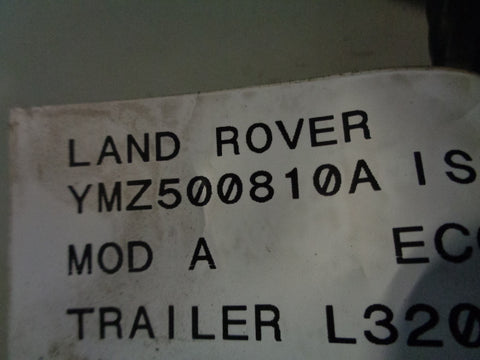 LAND ROVER
YMZ500810A IS
MOD A EC
TRAILER L320